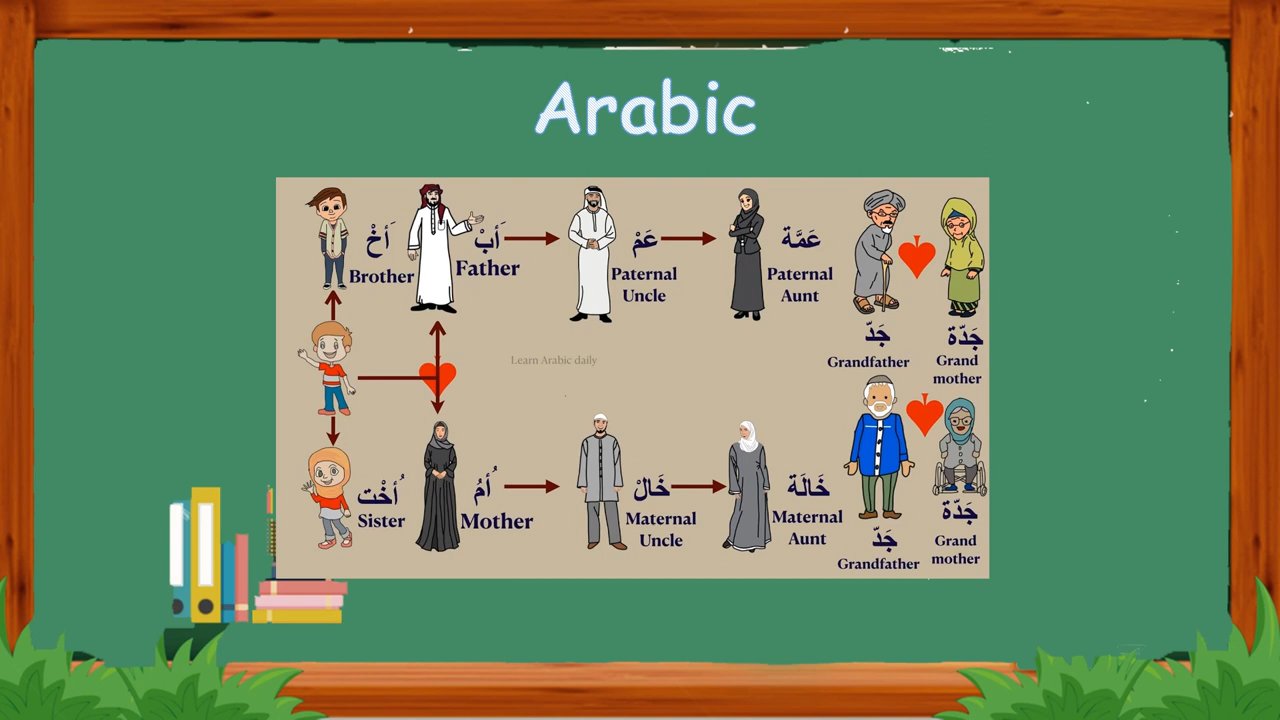 Arabic
أَخْ
Brother
أَبْ
Father
عَمْ
Paternal
Uncle
عَمَّة
Paternal
Aunt
جَدّ
Grandfather
جَدّة
Grand
mother
Learn Arabic daily
أُخْت
Sister
أُمُ
Mother
خَالْ
Maternal
Uncle
خَالَة
Maternal
Aunt
جَدّ
Grandfather
جَدّة
Grand
mother